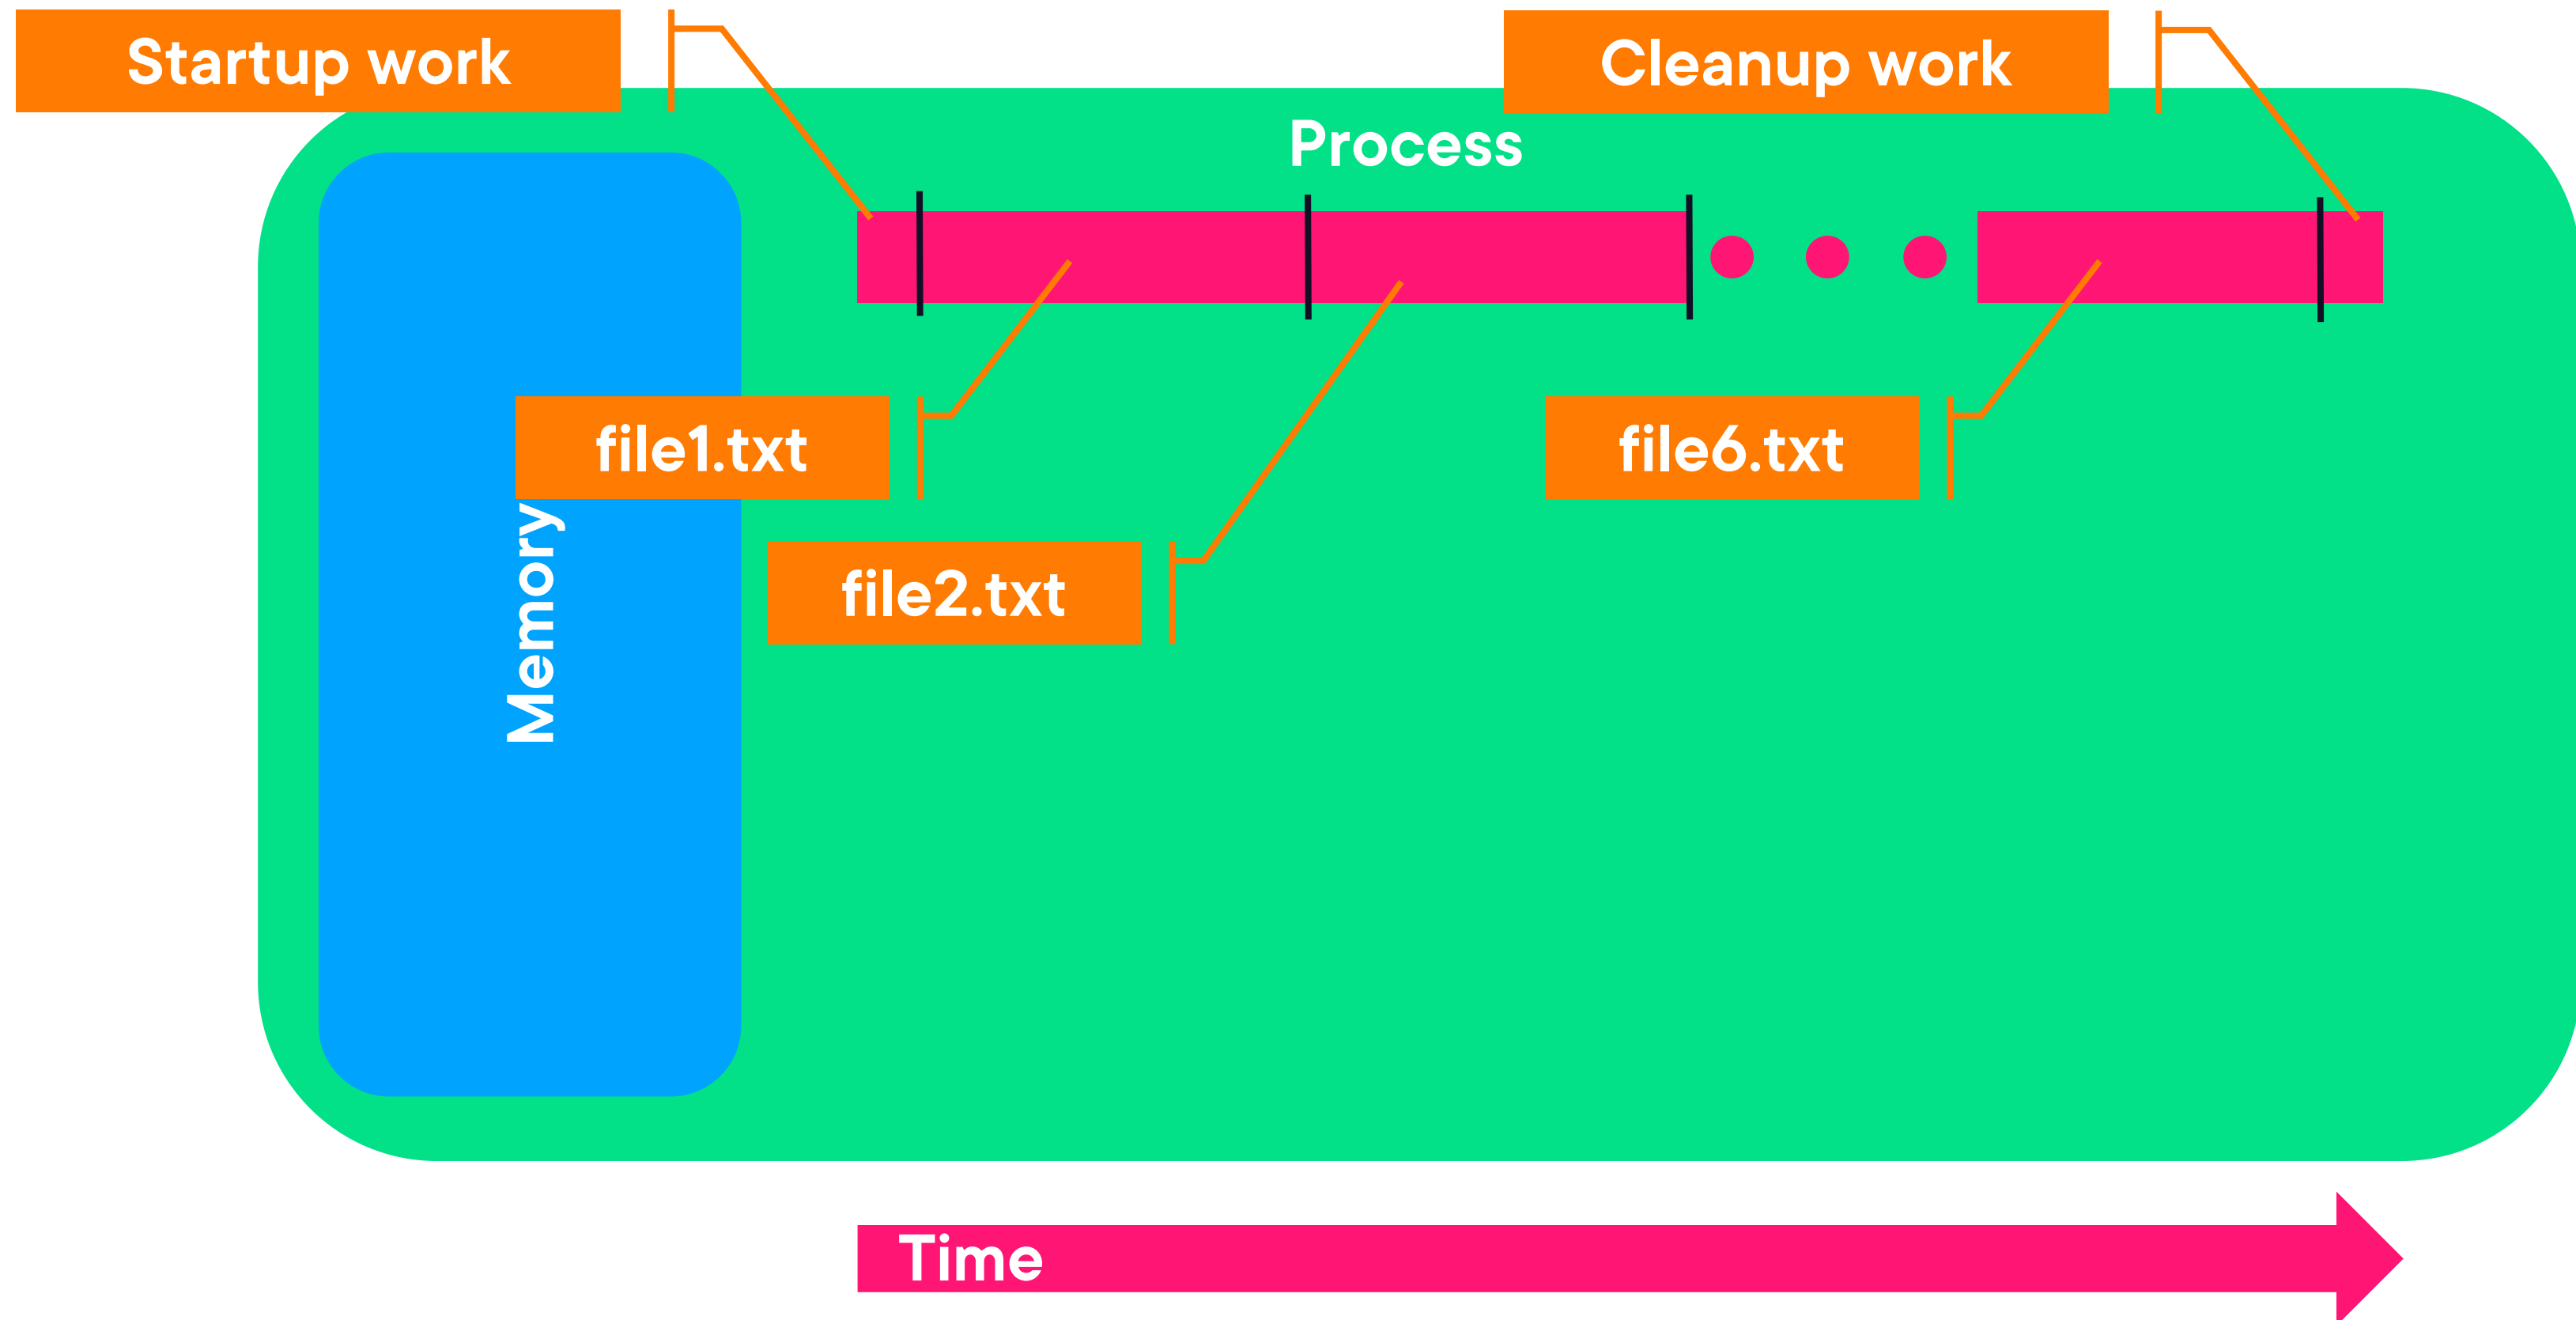 Startup work
Cleanup work
Process
file1.txt
file6.txt
Memory
file2.txt
Time